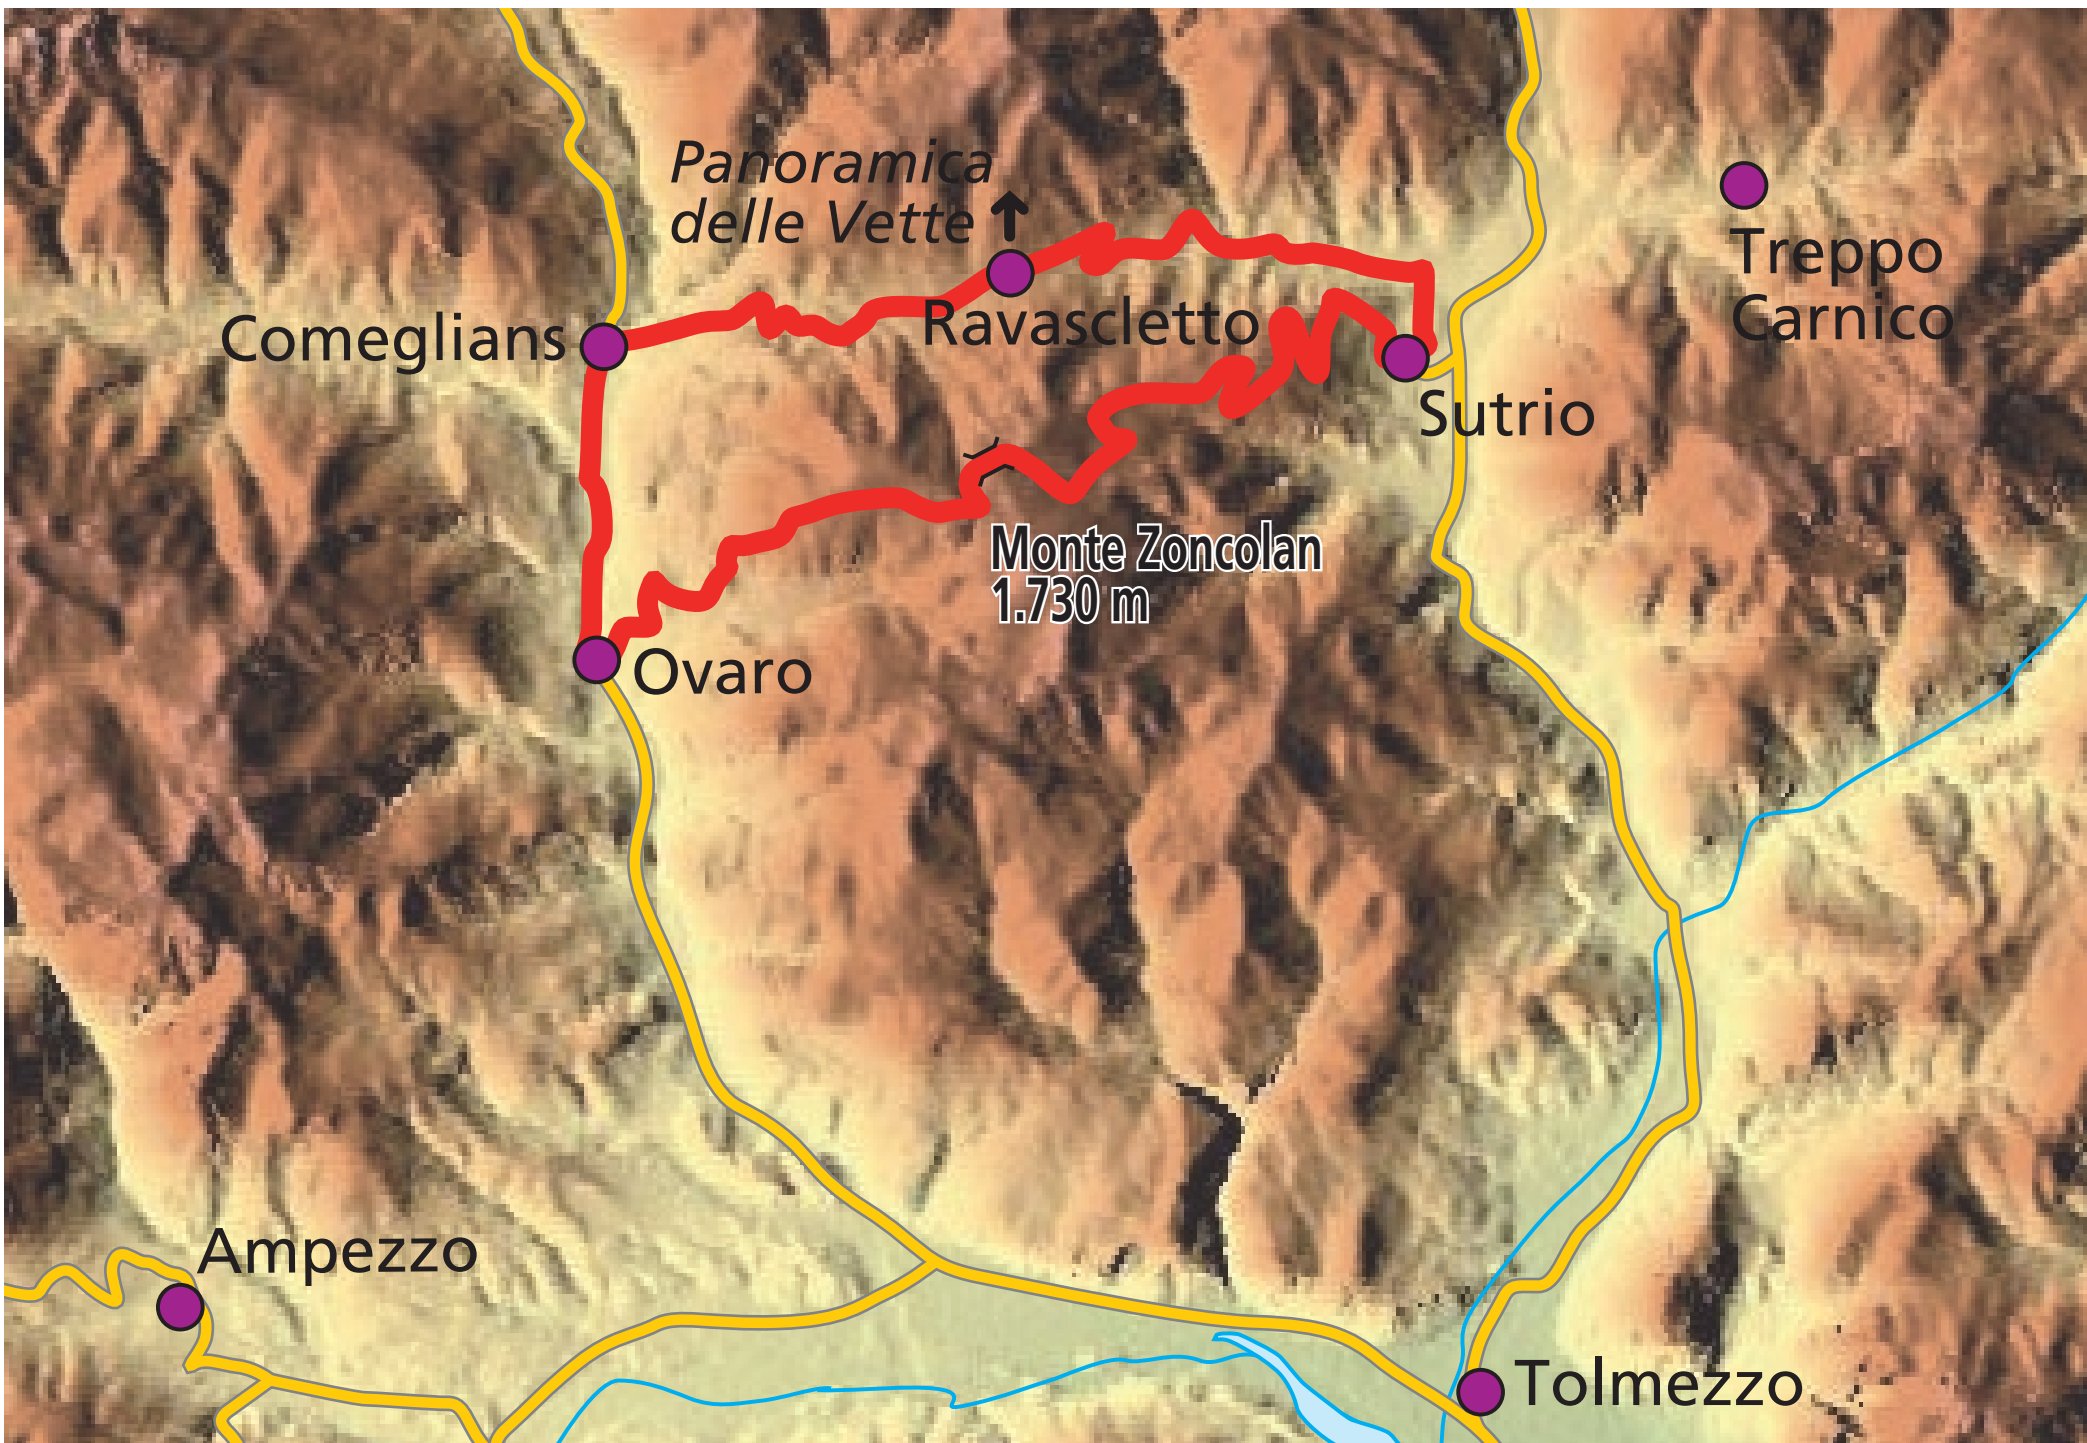 Panoramica
delle Vette
Treppo
Carnico
Comeglians
Ravascletto
Sutrio
Monte Zoncolan
1.730 m
Ovaro
Ampezzo
Tolmezzo